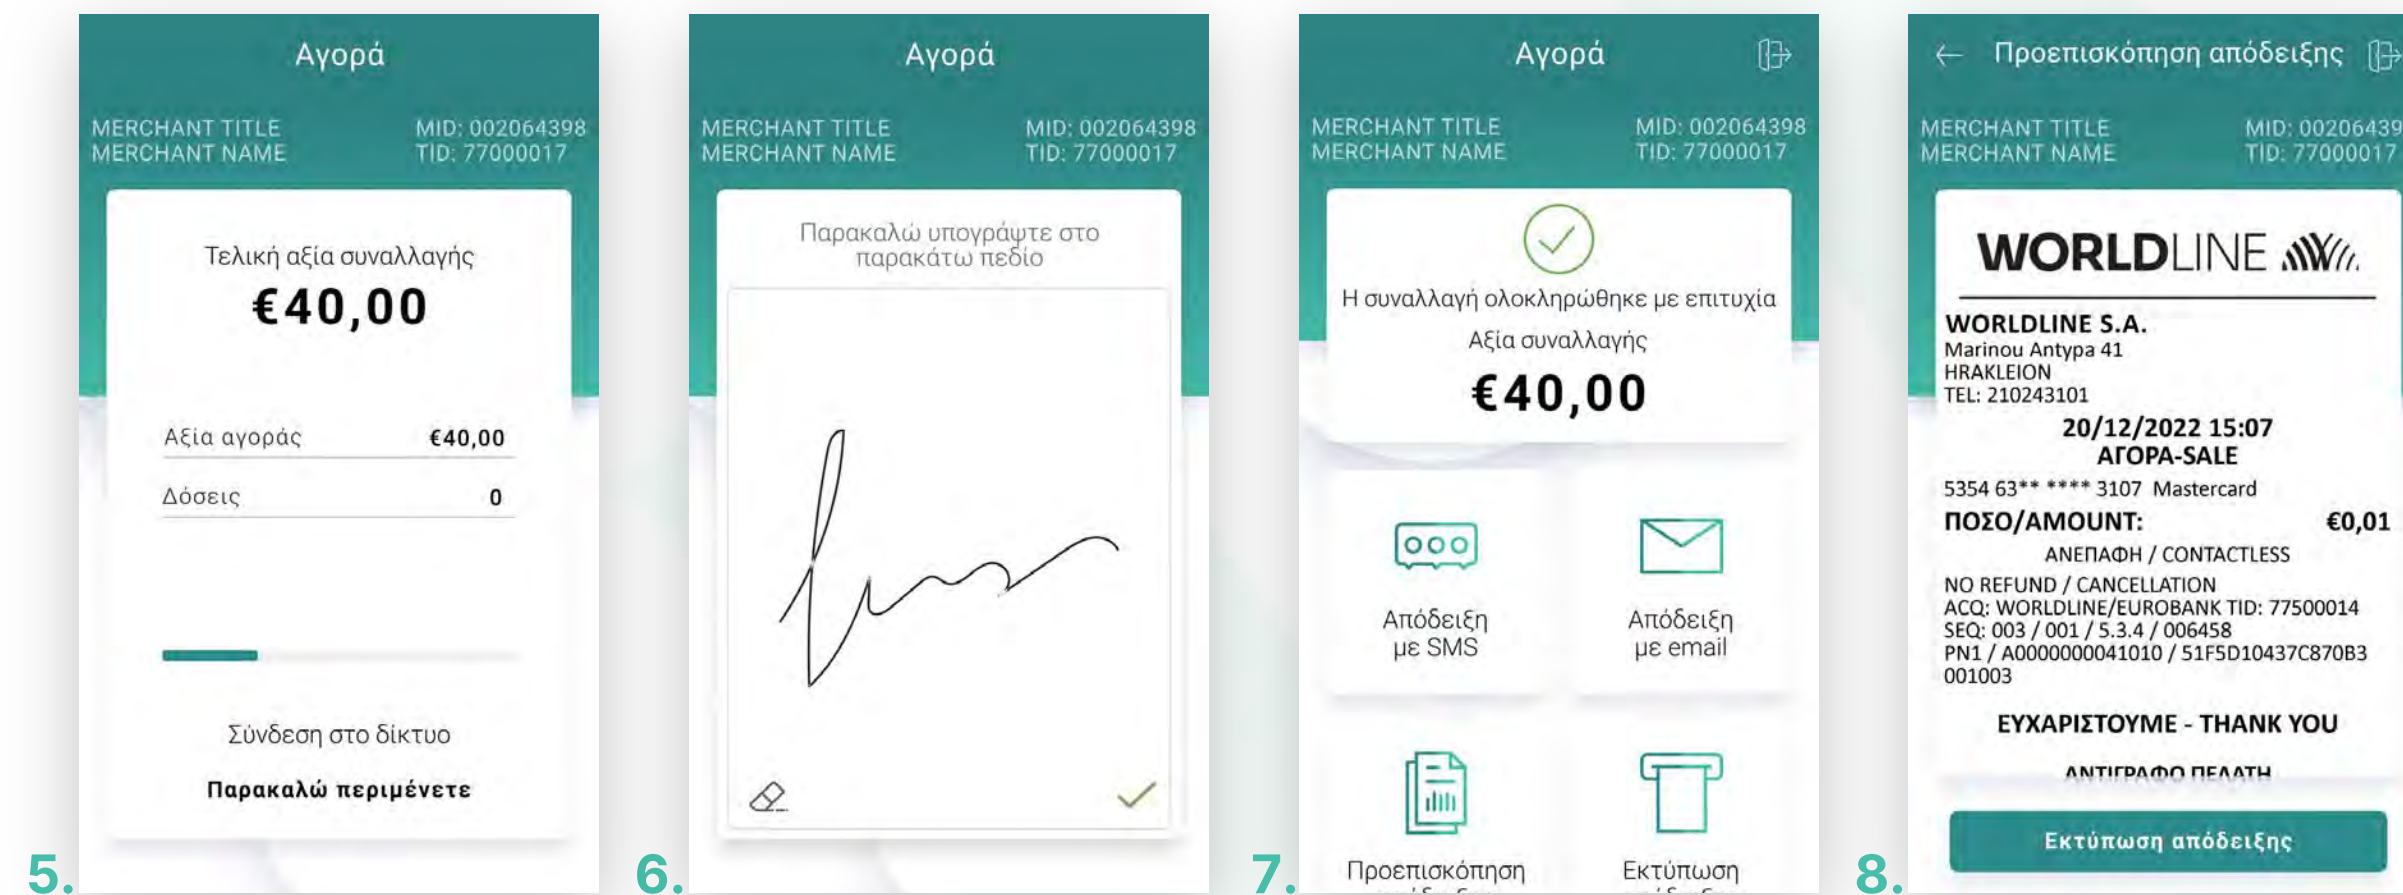 Αγορά
MERCHANT TITLE MID: 002064398
MERCHANT NAME TID: 77000017
Τελική αξία συναλλαγής
€40,00
Αξία αγοράς €40,00
Δόσεις 0
Σύνδεση στο δίκτυο
Παρακαλώ περιμένετε
5.
Αγορά
MERCHANT TITLE MID: 002064398
MERCHANT NAME TID: 77000017
Παρακαλώ υπογράψτε στο
παρακάτω πεδίο
6.
Αγορά
MERCHANT TITLE MID: 002064398
MERCHANT NAME TID: 77000017
Η συναλλαγή ολοκληρώθηκε με επιτυχία
Αξία συναλλαγής
€40,00
Απόδειξη
με SMS
Απόδειξη
με email
Προεπισκόπηση
Εκτύπωση
7.
Προεπισκόπηση απόδειξης
MERCHANT TITLE MID: 00206439
MERCHANT NAME TID: 77000017
WORLDLINE
WORLDLINE S.A.
Marinou Antypa 41
HRAKLEION
TEL: 210243101
20/12/2022 15:07
ΑΓΟΡΑ-SALE
5354 63** **** 3107 Mastercard
ΠΟΣΟ/AMOUNT: €0,01
ΑΝΕΠΑΦΗ / CONTACTLESS
NO REFUND / CANCELLATION
ACQ: WORLDLINE/EUROBANK TID: 77500014
SEQ: 003 / 001 / 5.3.4 / 006458
PN1 / A0000000041010 / 51F5D10437C870B3
001003
ΕΥΧΑΡΙΣΤΟΥΜΕ - THANK YOU
ΑΝΤΙΓΡΑΦΟ ΠΕΛΑΤΗ
Εκτύπωση απόδειξης
8.